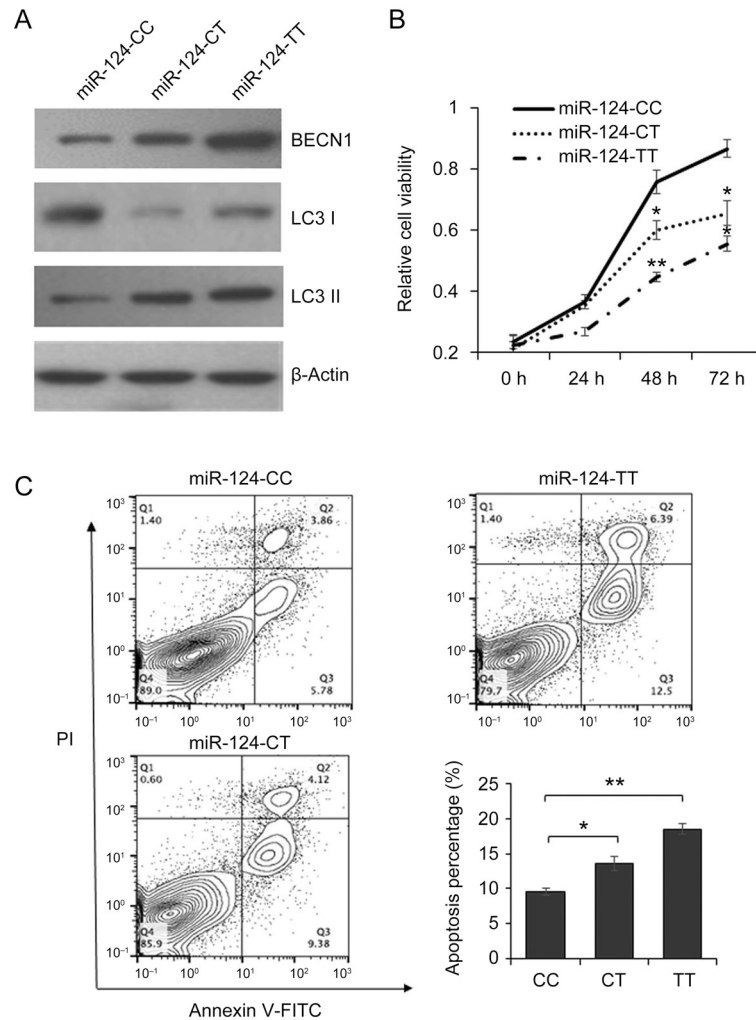 A
miR-124-CC
miR-124-CT
miR-124-TT
BECN1
LC3 I
LC3 II
β-Actin
B
Relative cell viability
1
0.8
0.6
0.4
0.2
miR-124-CC
miR-124-CT
miR-124-TT
*
**
*
*
0 h 24 h 48 h 72 h
C
miR-124-CC
10³
10²
10¹
10⁰
10⁻¹
Q1
1.40
Q2
3.86
Q4
89.0
Q3
5.78
10⁻¹ 10⁰ 10¹ 10² 10³
miR-124-TT
10³
10²
10¹
10⁰
10⁻¹
Q1
1.40
Q2
6.39
Q4
79.7
Q3
12.5
10⁻¹ 10⁰ 10¹ 10² 10³
PI
miR-124-CT
10³
10²
10¹
10⁰
10⁻¹
Q1
0.60
Q2
4.12
Q4
85.9
Q3
9.38
10⁻¹ 10⁰ 10¹ 10² 10³
Annexin V-FITC
Apoptosis percentage (%)
25
20
15
10
5
0
**
*
CC CT TT